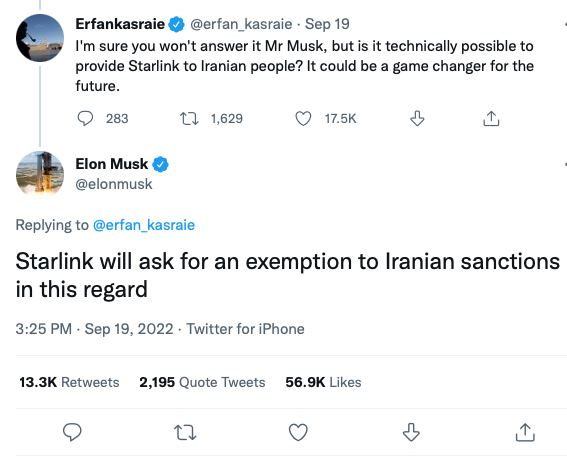 Erfankasraie @erfan_kasraie · Sep 19
I'm sure you won't answer it Mr Musk, but is it technically possible to
provide Starlink to Iranian people? It could be a game changer for the
future.
283 1,629 17.5K
Elon Musk
@elonmusk
Replying to @erfan_kasraie
Starlink will ask for an exemption to Iranian sanctions
in this regard
3:25 PM · Sep 19, 2022 · Twitter for iPhone
13.3K Retweets 2,195 Quote Tweets 56.9K Likes